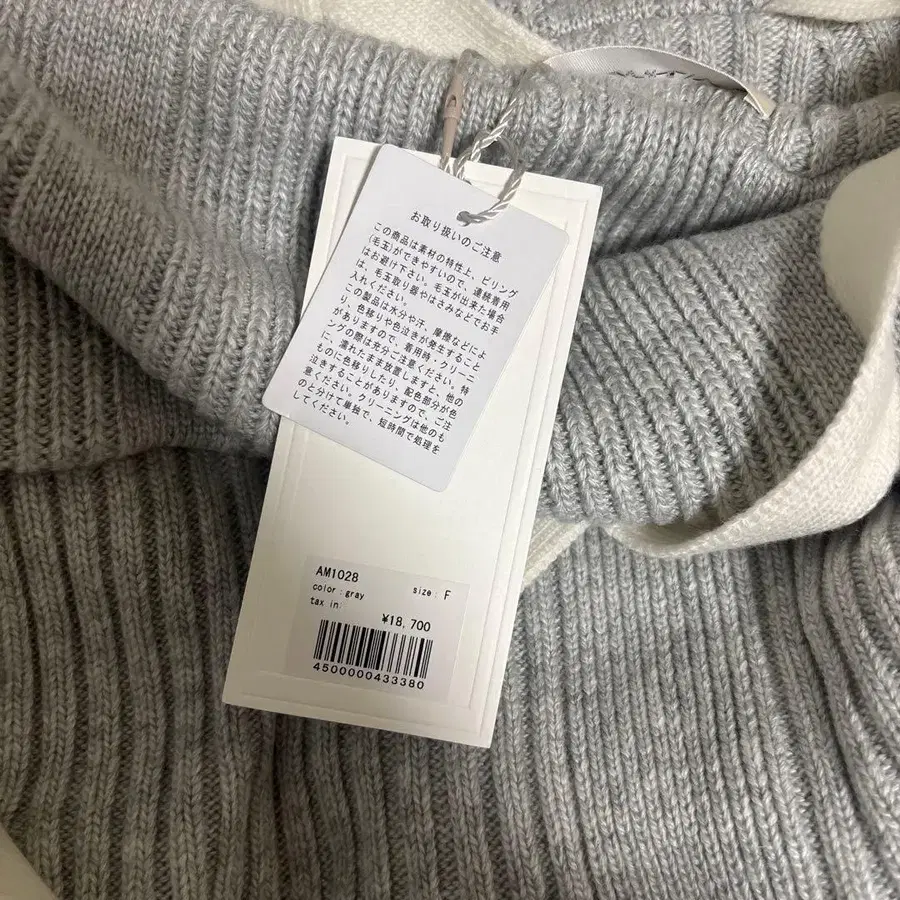 お取り扱いのご注意
この商品は素材の特性上、ピリング
(毛玉)ができやすいので、連続着用
はお避け下さい。毛玉が出来た場合
は、毛玉取り器やはさみなどでお手
入れください。
この製品は水分や汗、摩擦などによ
り、色移りや色泣きが発生すること
がありますので、着用時・クリーニ
ングの際は充分ご注意ください。特
に、濡れたまま放置しますと、他の
ものに色移りしたり、配色部分が色
泣きすることがありますので、ご注
意ください。クリーニングは他のも
のと分けて単独で、短時間で処理を
してください。
AM1028
color : gray size : F
tax in:
¥18,700
4500000433380